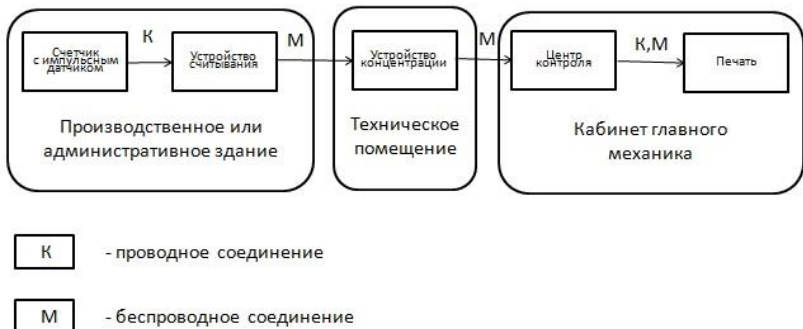 К
М
М
К,М
Счетчик
с импульсным
датчиком
Устройство
считывания
Устройство
концентрации
Центр
контроля
Печать
Производственное или
административное здание
Техническое
помещение
Кабинет главного
механика
К - проводное соединение
М - беспроводное соединение